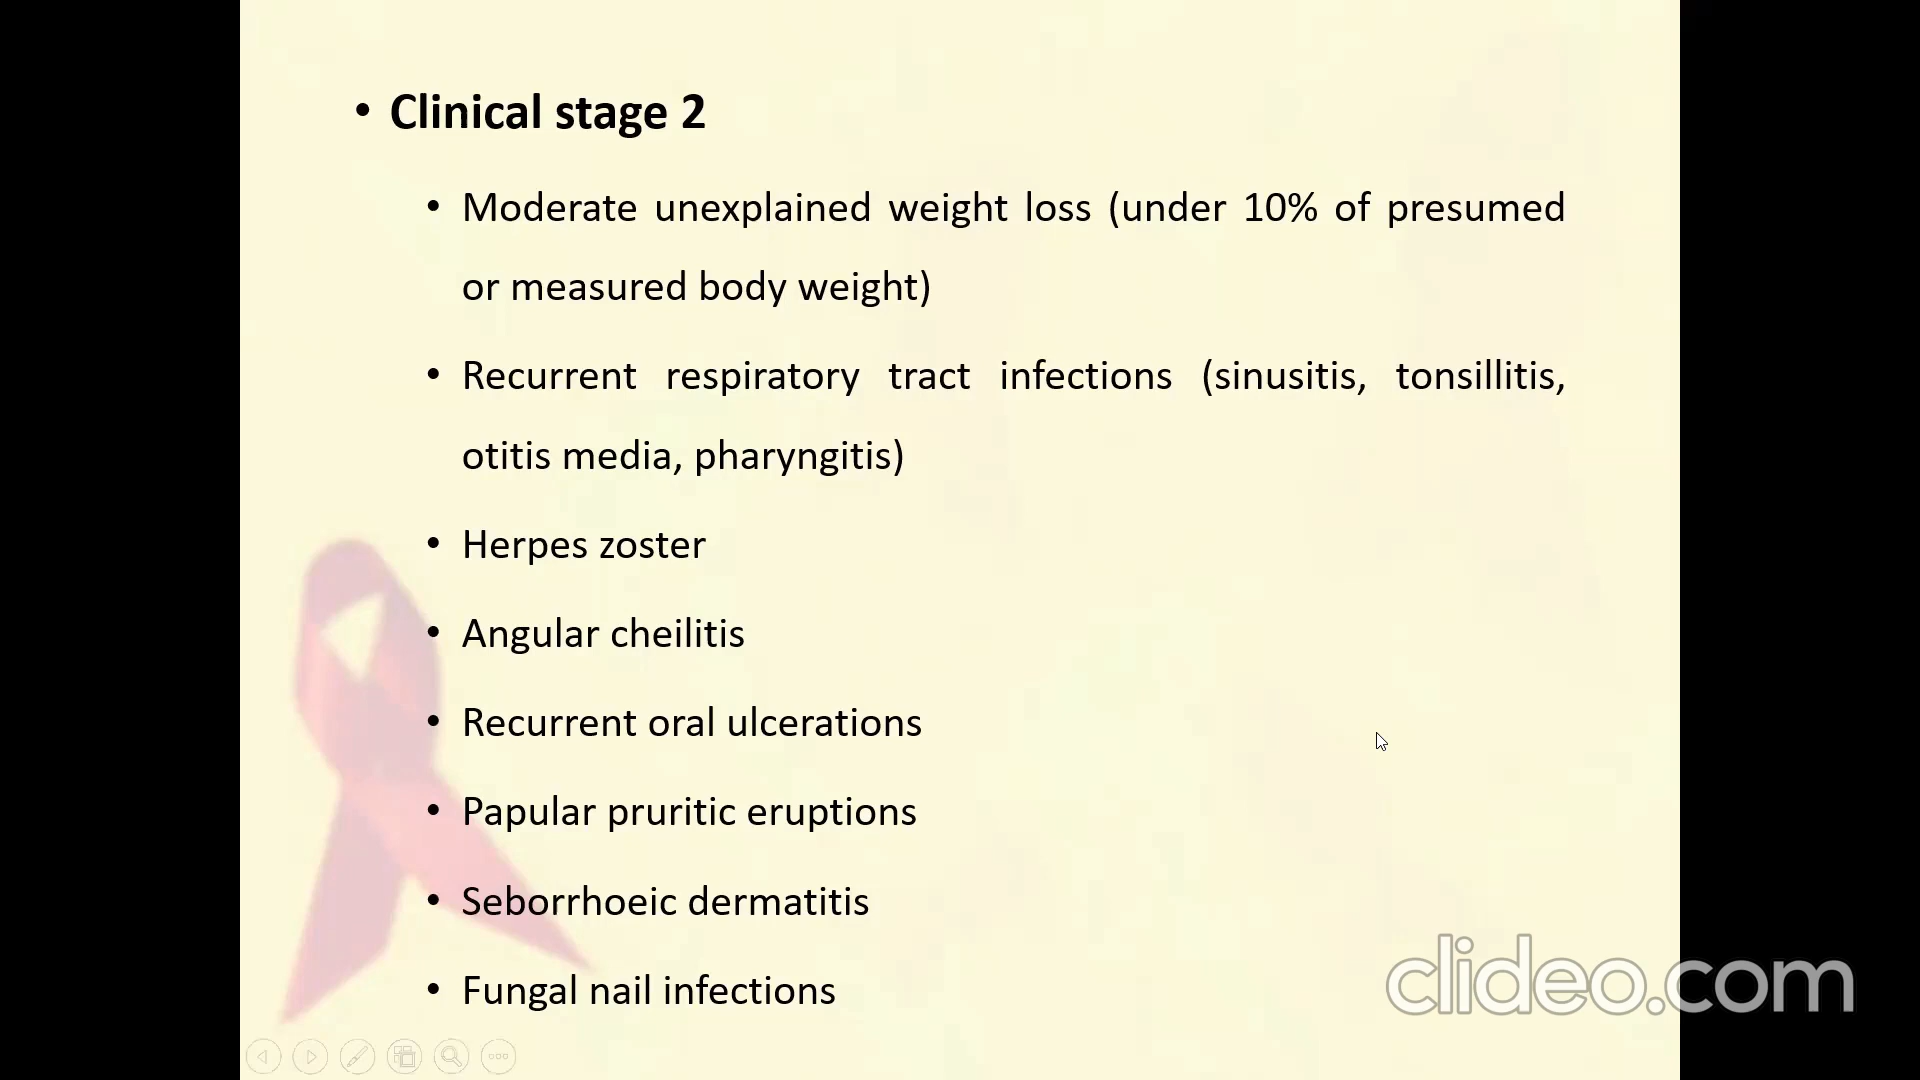 • Clinical stage 2
• Moderate unexplained weight loss (under 10% of presumed
or measured body weight)
• Recurrent respiratory tract infections (sinusitis, tonsillitis,
otitis media, pharyngitis)
• Herpes zoster
• Angular cheilitis
• Recurrent oral ulcerations
• Papular pruritic eruptions
• Seborrhoeic dermatitis
• Fungal nail infections
clideo.com